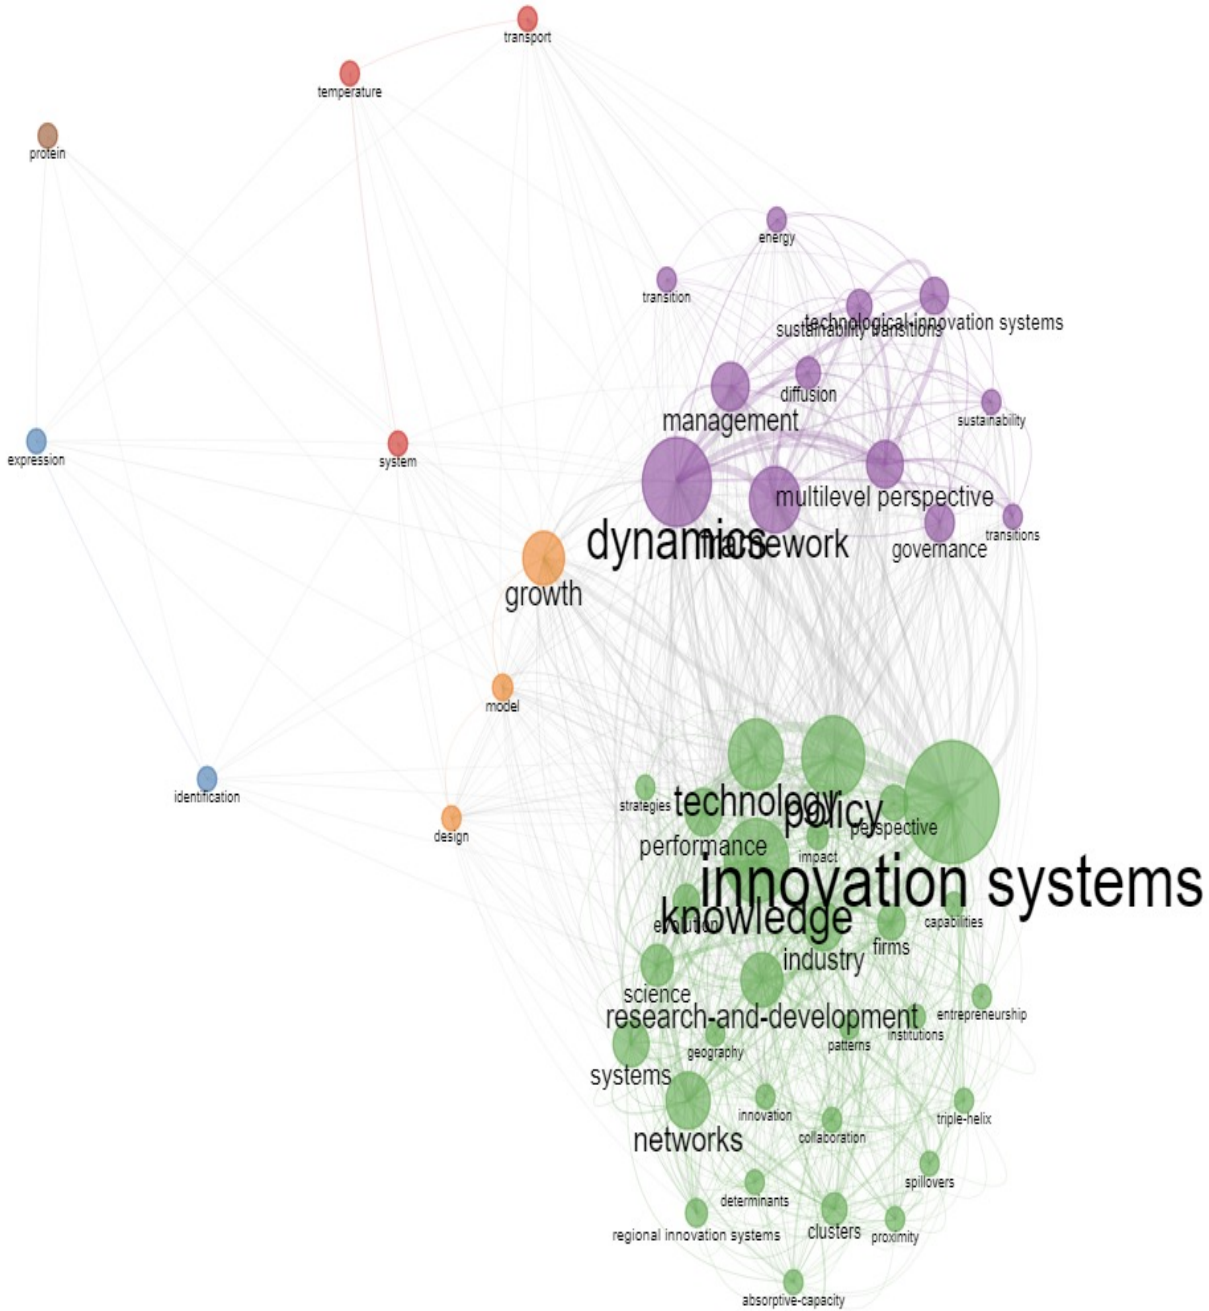 transport
temperature
protein
energy
transition
technological-innovation systems
sustainability transitions
diffusion
sustainability
management
expression
system
multilevel perspective
transitions
dynamics
framework
governance
growth
model
identification
strategies
technology
policy
perspective
design
performance
impact
innovation systems
knowledge
evolution
capabilities
firms
industry
science
research-and-development
entrepreneurship
institutions
patterns
geography
systems
innovation
triple-helix
collaboration
networks
spillovers
determinants
regional innovation systems
clusters
proximity
absorptive-capacity